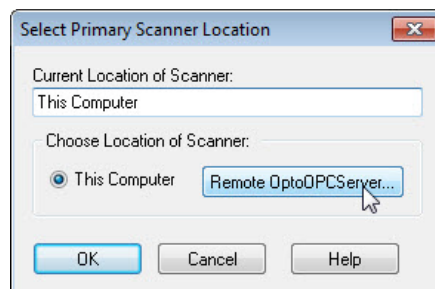 Select Primary Scanner Location
Current Location of Scanner:
This Computer
Choose Location of Scanner:
This Computer Remote OptoOPCServer...
OK Cancel Help